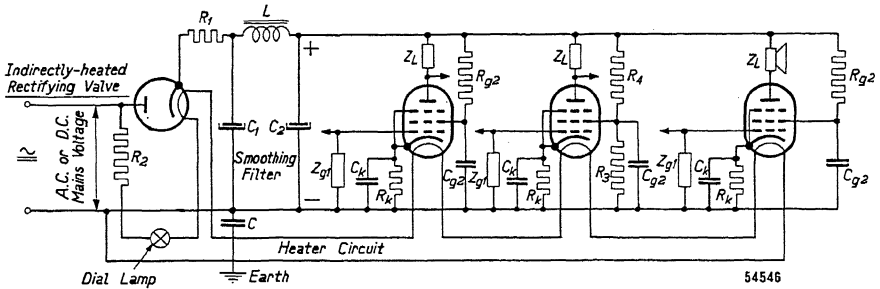 R1
L
Indirectly-heated
Rectifying Valve
A.C. or D.C.
Mains Voltage
R2
C1
C2
Smoothing
Filter
+
−
C
Heater Circuit
Dial Lamp
Earth
ZL
Rg2
Zg1
Ck
Rk
Cg2
ZL
R4
Zg1
Ck
Rk
R3
Cg2
ZL
Rg2
Zg1
Ck
Rk
Cg2
54546